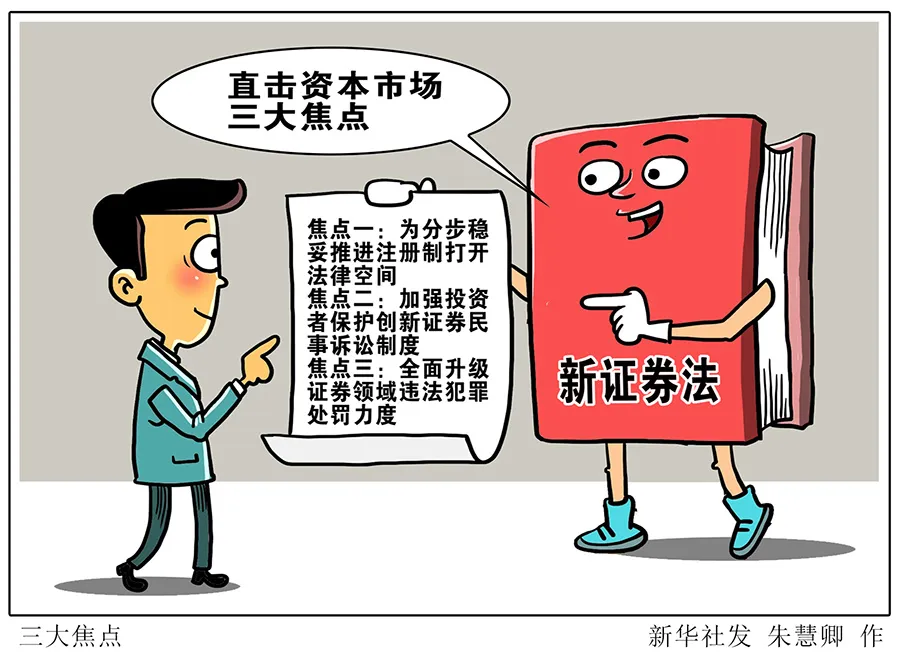 直击资本市场
三大焦点
焦点一：为分步稳
妥推进注册制打开
法律空间
焦点二：加强投资
者保护创新证券民
事诉讼制度
焦点三：全面升级
证券领域违法犯罪
处罚力度
新证券法
三大焦点
新华社发 朱慧卿 作